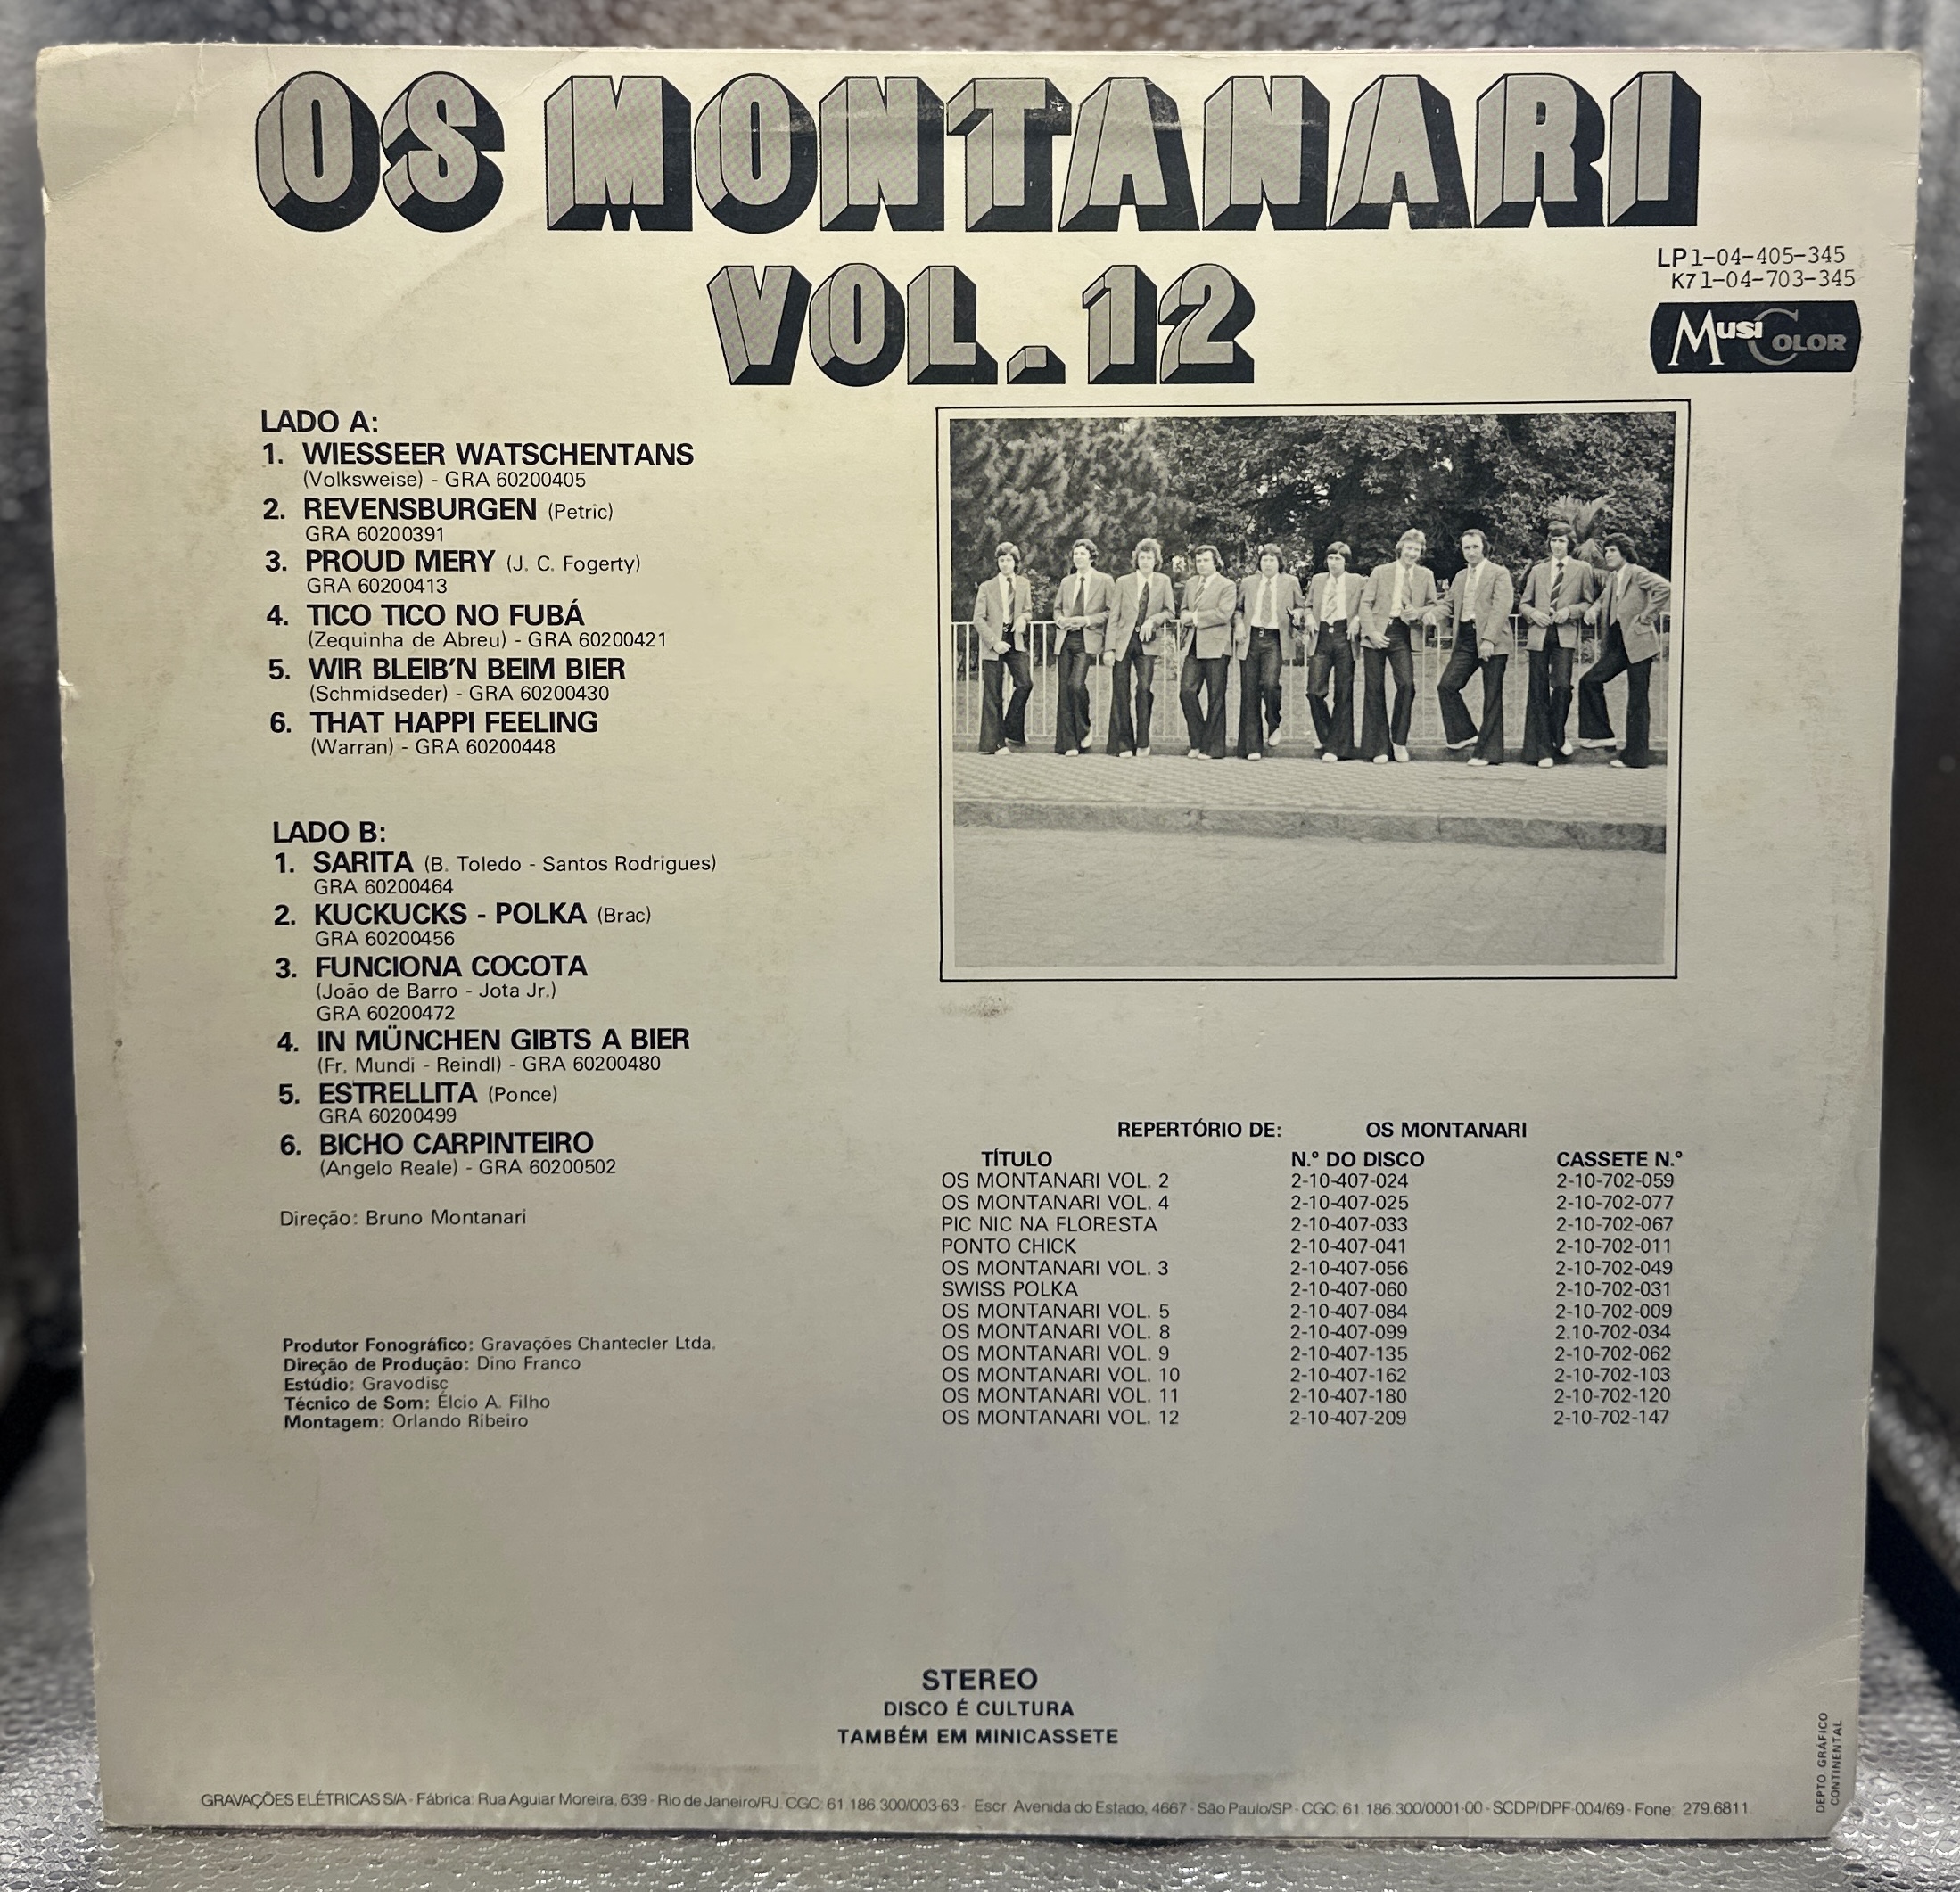 OS MONTANARI
VOL. 12
LP1-04-405-345
K71-04-703-345
MUSICOLOR
LADO A:
1. WIESSEER WATSCHENTANS
(Volksweise) - GRA 60200405
2. REVENSBURGEN (Petric)
GRA 60200391
3. PROUD MERY (J. C. Fogerty)
GRA 60200413
4. TICO TICO NO FUBÁ
(Zequinha de Abreu) - GRA 60200421
5. WIR BLEIB'N BEIM BIER
(Schmidseder) - GRA 60200430
6. THAT HAPPI FEELING
(Warran) - GRA 60200448
LADO B:
1. SARITA (B. Toledo - Santos Rodrigues)
GRA 60200464
2. KUCKUCKS - POLKA (Brac)
GRA 60200456
3. FUNCIONA COCOTA
(João de Barro - Jota Jr.)
GRA 60200472
4. IN MÜNCHEN GIBTS A BIER
(Fr. Mundi - Reindl) - GRA 60200480
5. ESTRELLITA (Ponce)
GRA 60200499
6. BICHO CARPINTEIRO
(Angelo Reale) - GRA 60200502
Direção: Bruno Montanari
Produtor Fonográfico: Gravações Chantecler Ltda.
Direção de Produção: Dino Franco
Estúdio: Gravodisc
Técnico de Som: Élcio A. Filho
Montagem: Orlando Ribeiro
REPERTÓRIO DE: OS MONTANARI
TÍTULO N.º DO DISCO CASSETE N.º
OS MONTANARI VOL. 2 2-10-407-024 2-10-702-059
OS MONTANARI VOL. 4 2-10-407-025 2-10-702-077
PIC NIC NA FLORESTA 2-10-407-033 2-10-702-067
PONTO CHICK 2-10-407-041 2-10-702-011
OS MONTANARI VOL. 3 2-10-407-056 2-10-702-049
SWISS POLKA 2-10-407-060 2-10-702-031
OS MONTANARI VOL. 5 2-10-407-084 2-10-702-009
OS MONTANARI VOL. 8 2-10-407-099 2.10-702-034
OS MONTANARI VOL. 9 2-10-407-135 2-10-702-062
OS MONTANARI VOL. 10 2-10-407-162 2-10-702-103
OS MONTANARI VOL. 11 2-10-407-180 2-10-702-120
OS MONTANARI VOL. 12 2-10-407-209 2-10-702-147
STEREO
DISCO É CULTURA
TAMBÉM EM MINICASSETE
DEPTO. GRÁFICO
CONTINENTAL
GRAVAÇÕES ELÉTRICAS S/A - Fábrica: Rua Aguiar Moreira, 639 - Rio de Janeiro/RJ. CGC: 61.186.300/003-63 - Escr. Avenida do Estado, 4667 - São Paulo/SP - CGC: 61.186.300/0001-00 - SCDP/DPF-004/69 - Fone: 279.6811.